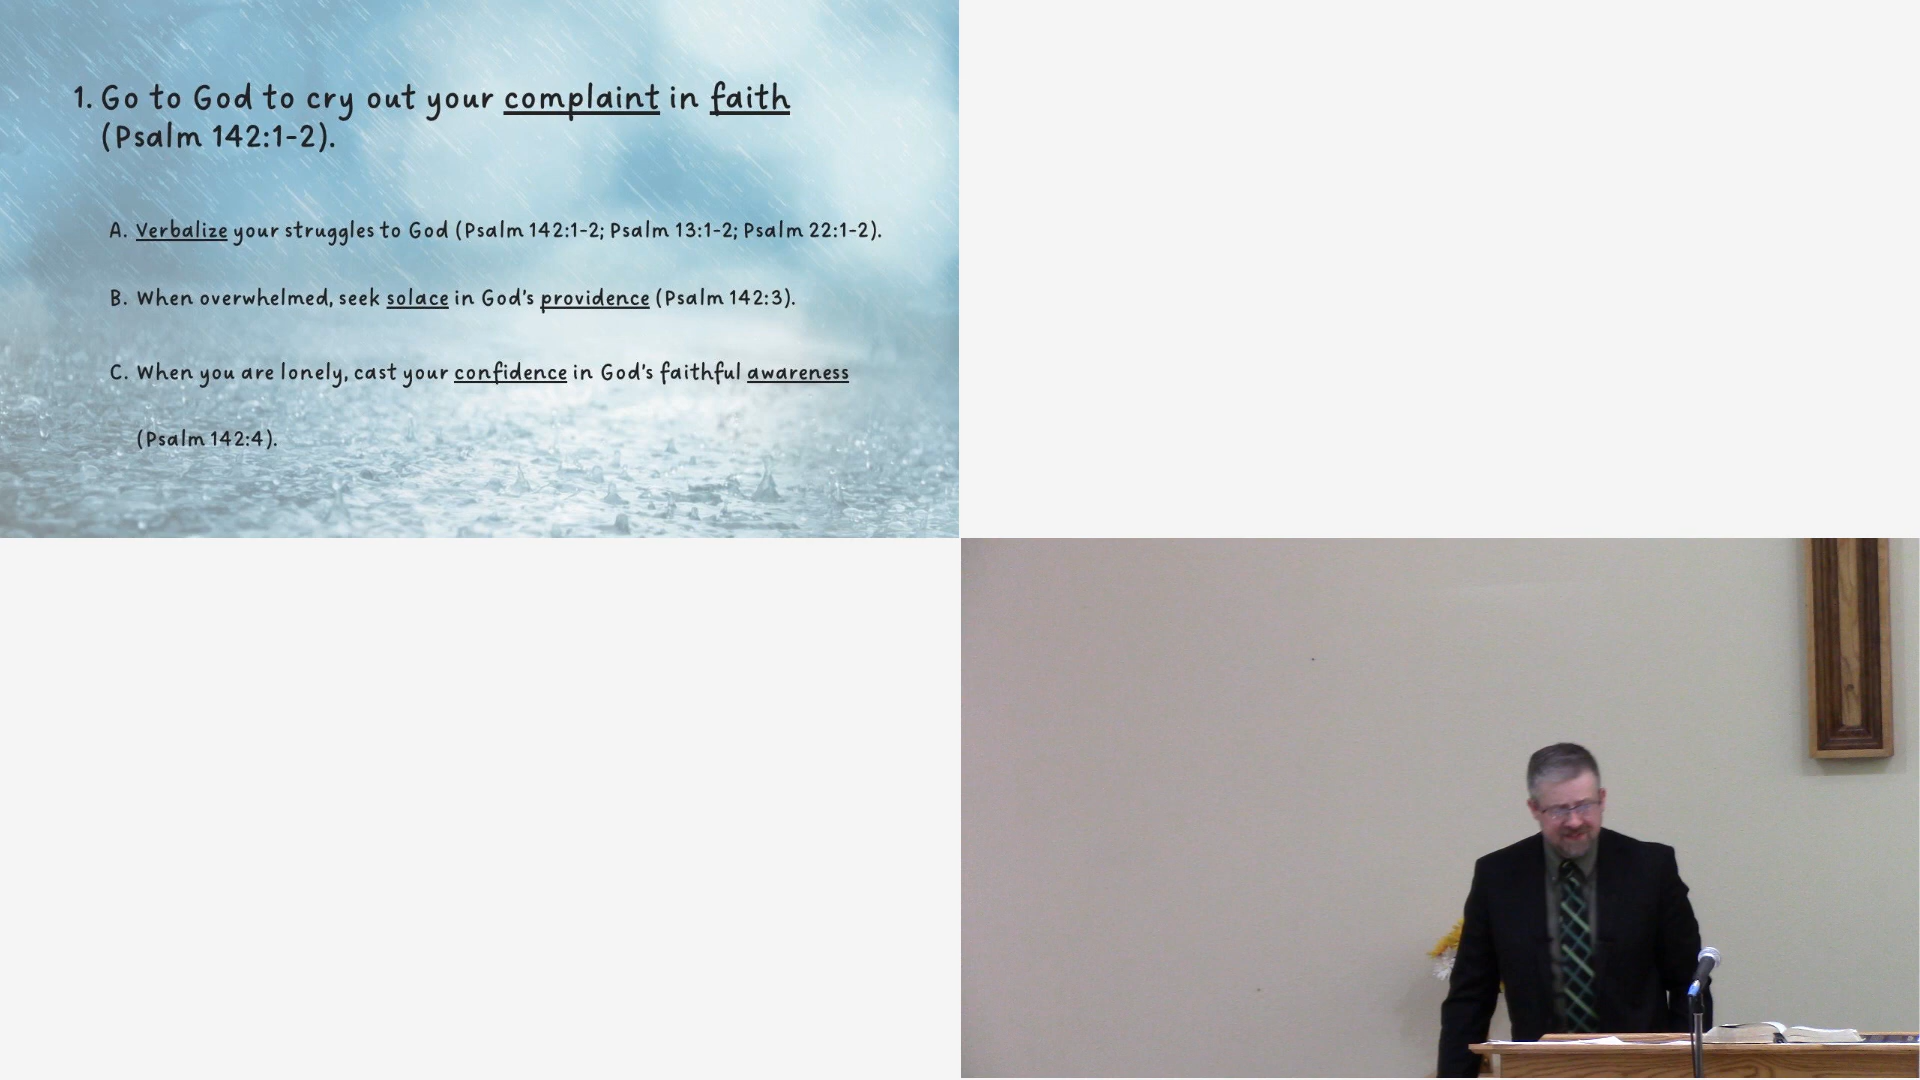 1. Go to God to cry out your complaint in faith
(Psalm 142:1-2).
A. Verbalize your struggles to God (Psalm 142:1-2; Psalm 13:1-2; Psalm 22:1-2).
B. When overwhelmed, seek solace in God's providence (Psalm 142:3).
C. When you are lonely, cast your confidence in God's faithful awareness
(Psalm 142:4).